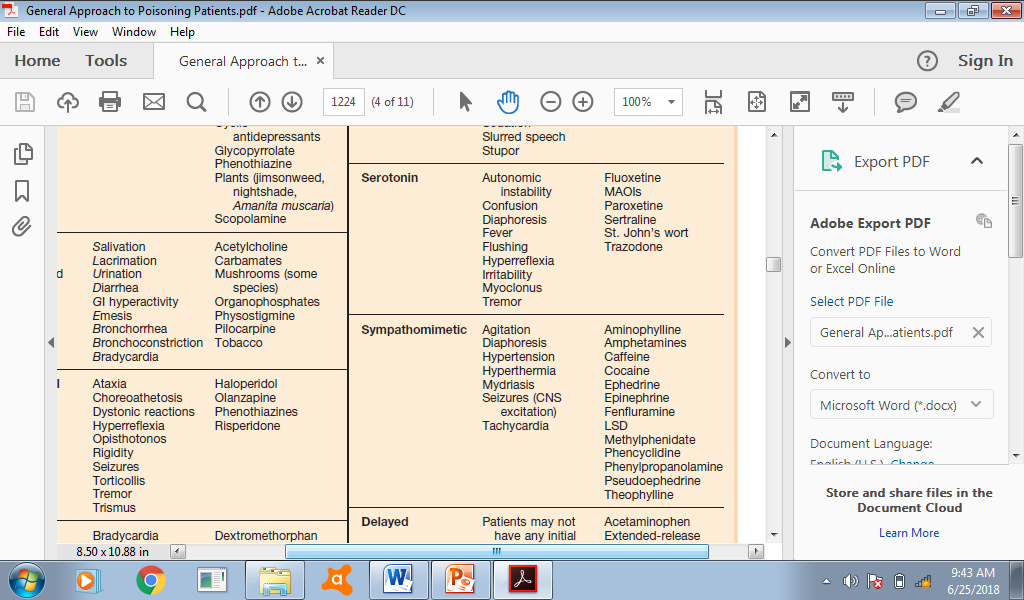 General Approach to Poisoning Patients.pdf - Adobe Acrobat Reader DC
File Edit View Window Help
Home Tools General Approach t... ×
? Sign In
1224 (4 of 11) 100%
antidepressants
Glycopyrrolate
Phenothiazine
Plants (jimsonweed,
nightshade,
Amanita muscaria)
Scopolamine
d
Salivation
Lacrimation
Urination
Diarrhea
GI hyperactivity
Emesis
Bronchorrhea
Bronchoconstriction
Bradycardia
Acetylcholine
Carbamates
Mushrooms (some
species)
Organophosphates
Physostigmine
Pilocarpine
Tobacco
l
Ataxia
Choreoathetosis
Dystonic reactions
Hyperreflexia
Opisthotonos
Rigidity
Seizures
Torticollis
Tremor
Trismus
Haloperidol
Olanzapine
Phenothiazines
Risperidone
Bradycardia
Dextromethorphan
Slurred speech
Stupor
Serotonin
Autonomic
instability
Confusion
Diaphoresis
Fever
Flushing
Hyperreflexia
Irritability
Myoclonus
Tremor
Fluoxetine
MAOIs
Paroxetine
Sertraline
St. John's wort
Trazodone
Sympathomimetic
Agitation
Diaphoresis
Hypertension
Hyperthermia
Mydriasis
Seizures (CNS
excitation)
Tachycardia
Aminophylline
Amphetamines
Caffeine
Cocaine
Ephedrine
Epinephrine
Fenfluramine
LSD
Methylphenidate
Phencyclidine
Phenylpropanolamine
Pseudoephedrine
Theophylline
Delayed
Patients may not
have any initial
Acetaminophen
Extended-release
8.50 x 10.88 in
Export PDF
Adobe Export PDF
Convert PDF Files to Word
or Excel Online
Select PDF File
General Ap...atients.pdf
Convert to
Microsoft Word (*.docx)
Document Language:
English (U.S.) Change
Store and share files in the
Document Cloud
Learn More
9:43 AM
6/25/2018